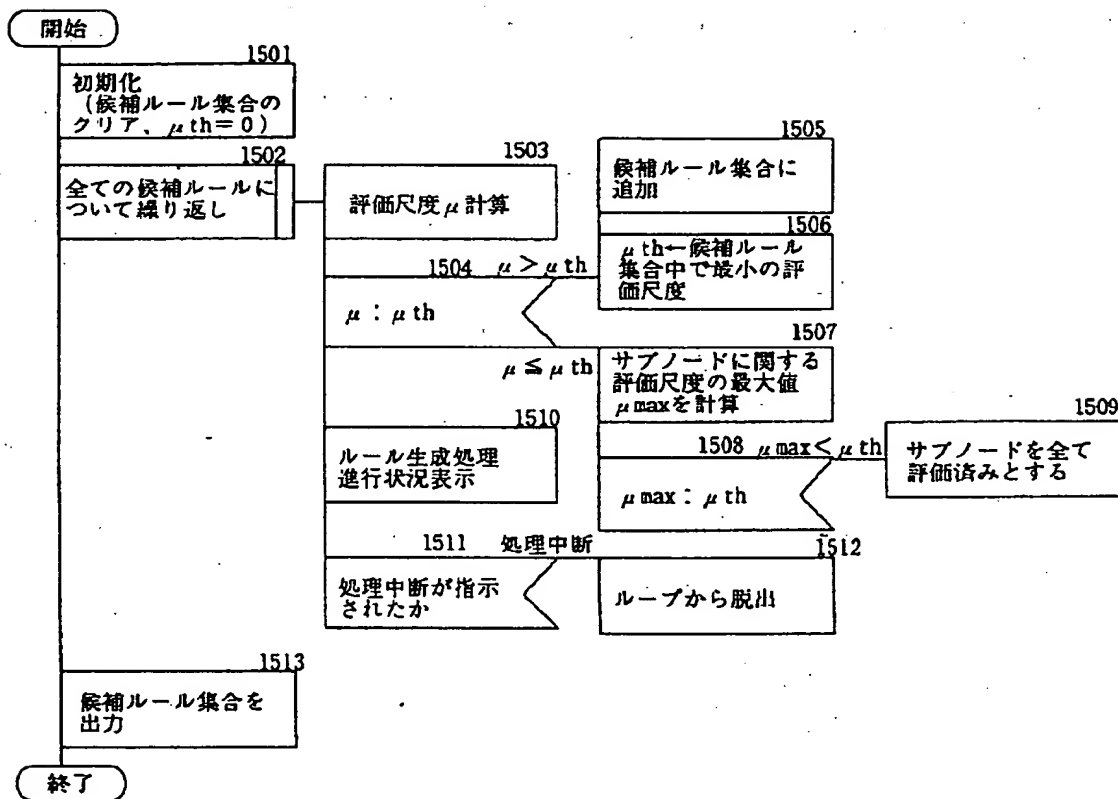 開始
1501
初期化
(候補ルール集合の
クリア、μth=0)
1502
全ての候補ルールに
ついて繰り返し
1503
評価尺度μ計算
1504 μ>μth
μ:μth
μ≦μth
1505
候補ルール集合に
追加
1506
μth←候補ルール
集合中で最小の評
価尺度
1507
サブノードに関する
評価尺度の最大値
μmaxを計算
1508 μmax<μth
μmax:μth
1509
サブノードを全て
評価済みとする
1510
ルール生成処理
進行状況表示
1511 処理中断
処理中断が指示
されたか
1512
ループから脱出
1513
候補ルール集合を
出力
終了